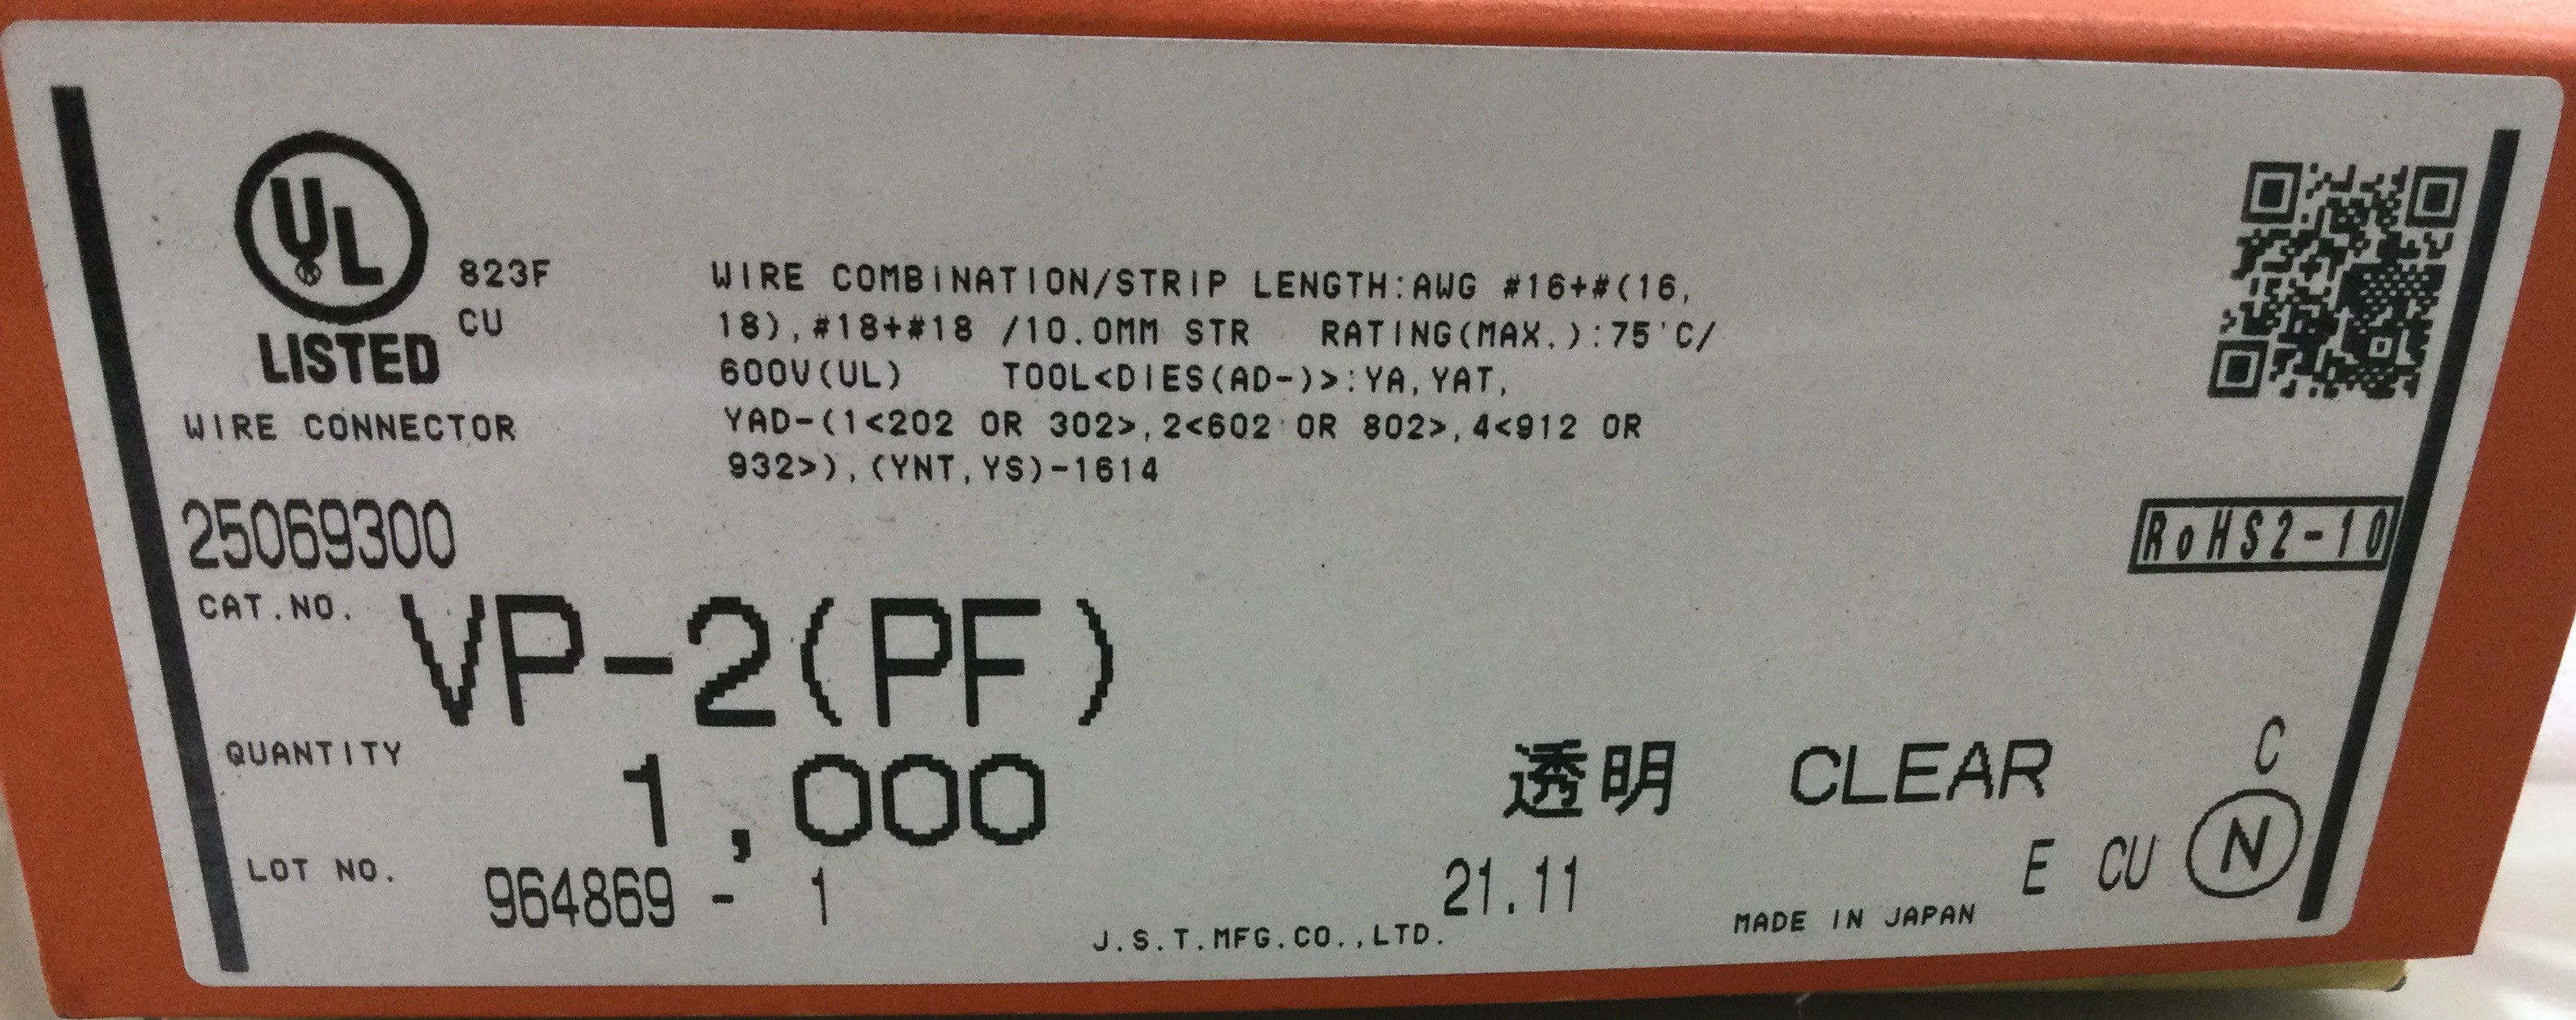 UL
LISTED
823F
CU
WIRE CONNECTOR
WIRE COMBINATION/STRIP LENGTH:AWG #16+#(16,
18),#18+#18 /10.0MM STR RATING(MAX.):75'C/
600V(UL) TOOL<DIES(AD-)>:YA,YAT,
YAD-(1<202 OR 302>,2<602 OR 802>,4<912 OR
932>),(YNT,YS)-1614
25069300
RoHS2-10
CAT.NO. VP-2(PF)
QUANTITY 1,000
透明 CLEAR
C
LOT NO. 964869 - 1
21.11
E CU N
J.S.T.MFG.CO.,LTD.
MADE IN JAPAN